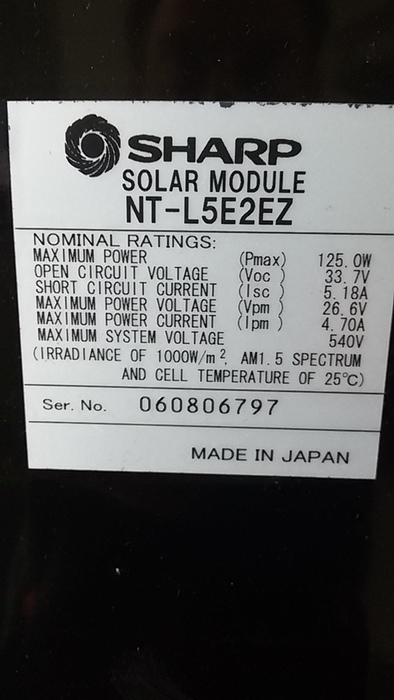 SHARP
SOLAR MODULE
NT-L5E2EZ
NOMINAL RATINGS:
MAXIMUM POWER (Pmax) 125.0W
OPEN CIRCUIT VOLTAGE (Voc ) 33.7V
SHORT CIRCUIT CURRENT (Isc ) 5.18A
MAXIMUM POWER VOLTAGE (Vpm ) 26.6V
MAXIMUM POWER CURRENT (Ipm ) 4.70A
MAXIMUM SYSTEM VOLTAGE 540V
(IRRADIANCE OF 1000W/m², AM1.5 SPECTRUM
AND CELL TEMPERATURE OF 25℃)
Ser. No. 060806797
MADE IN JAPAN